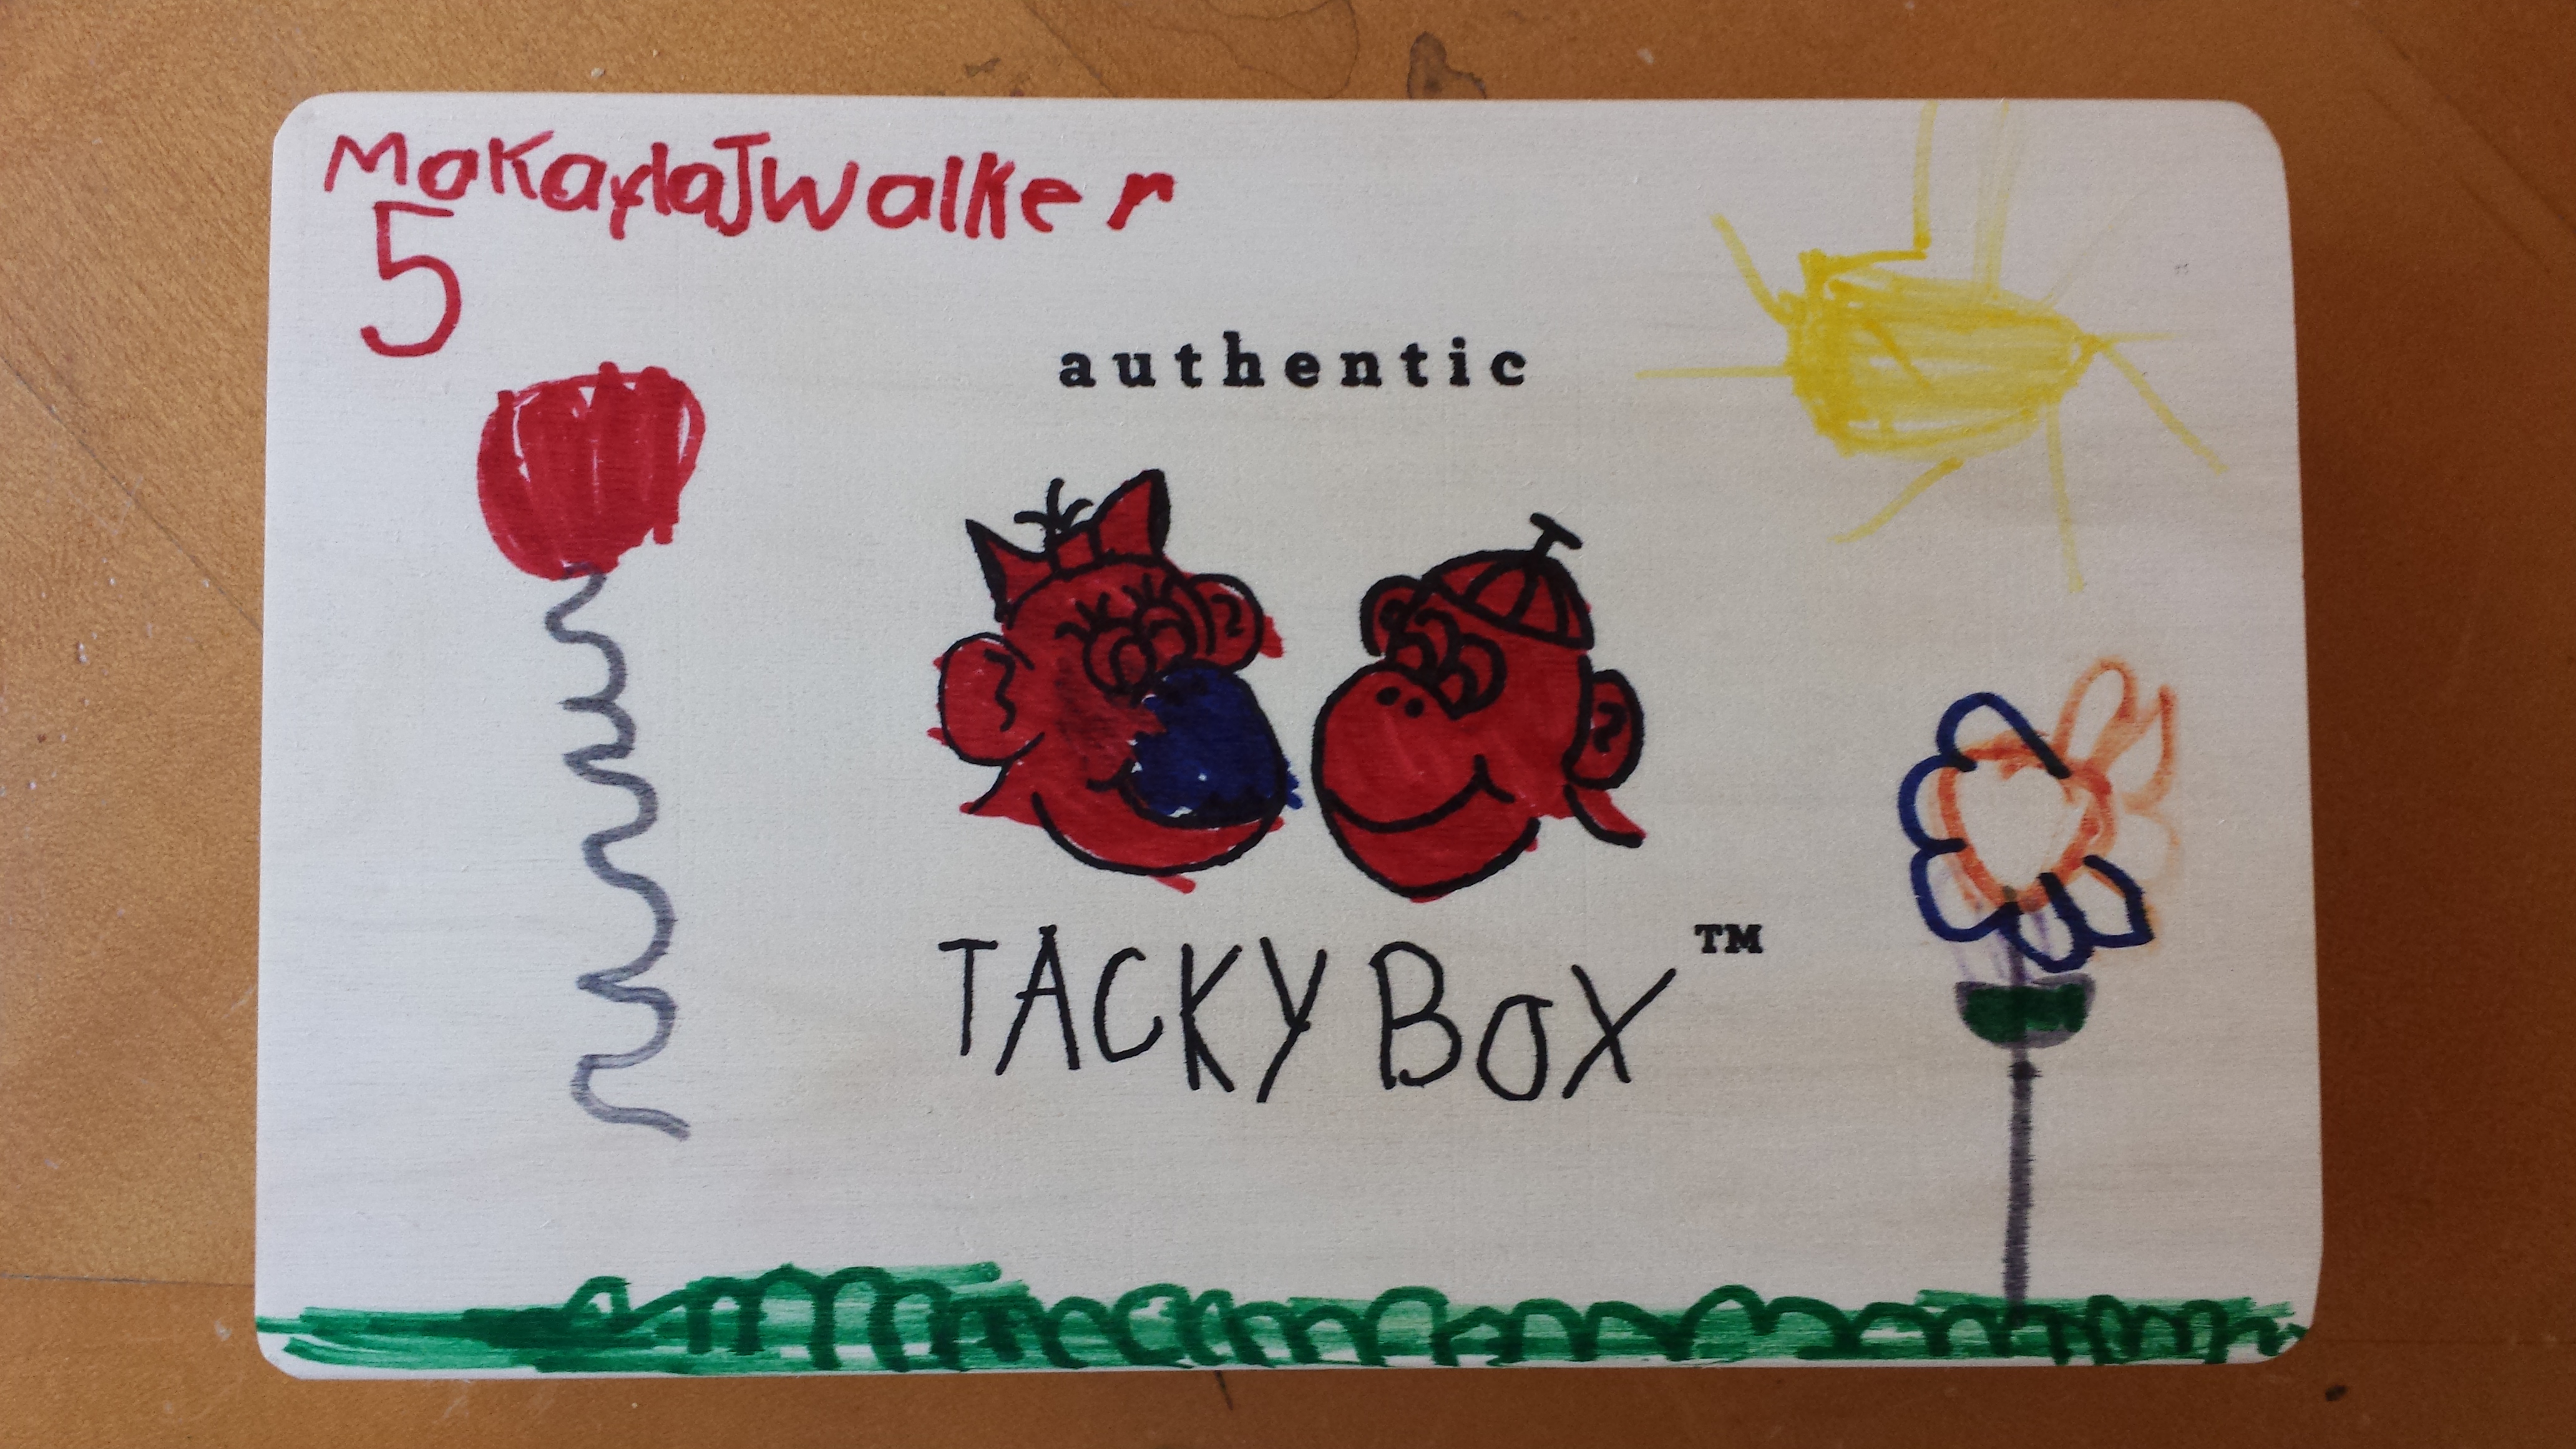 MaKaylaJwalker
5
authentic
TACKY BOX™